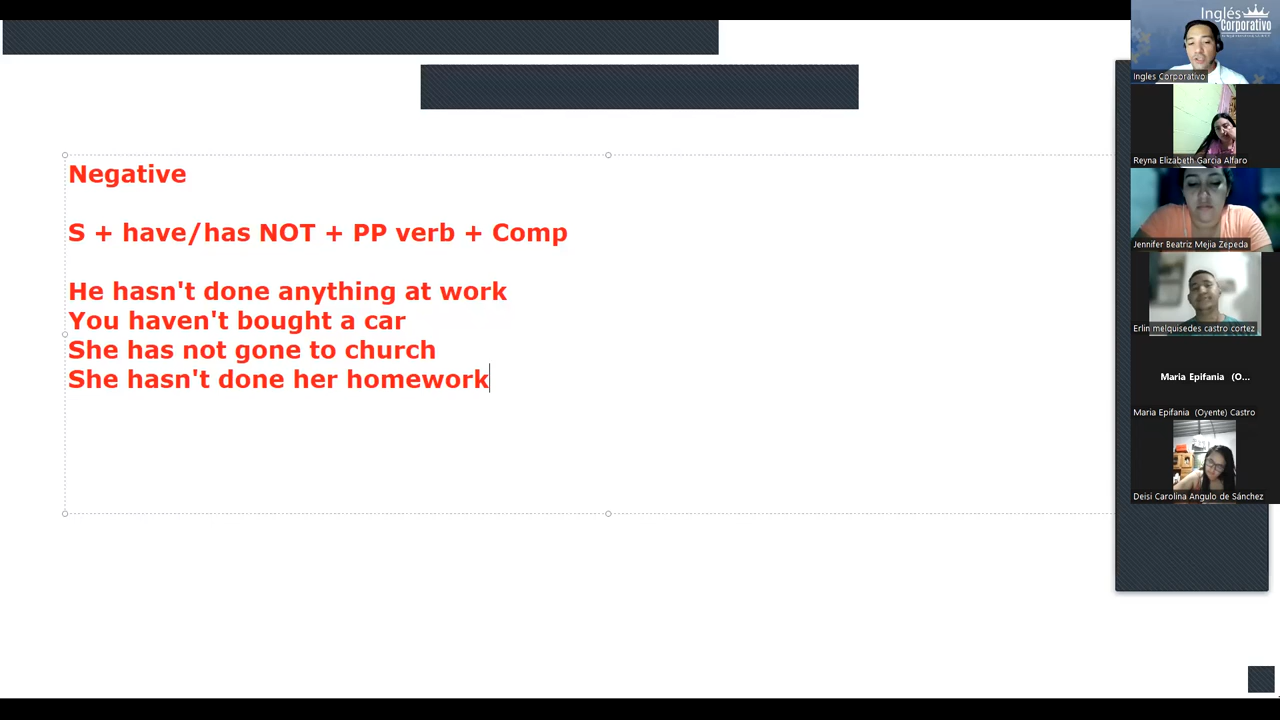 Negative
S + have/has NOT + PP verb + Comp
He hasn't done anything at work
You haven't bought a car
She has not gone to church
She hasn't done her homework
Inglés
Corporativo
Ingles Corporativo
Reyna Elizabeth Garcia Alfaro
Jennifer Beatriz Mejia Zepeda
Erlin melquisedes castro cortez
Maria Epifania (O...
Maria Epifania (Oyente) Castro
Deisi Carolina Angulo de Sánchez